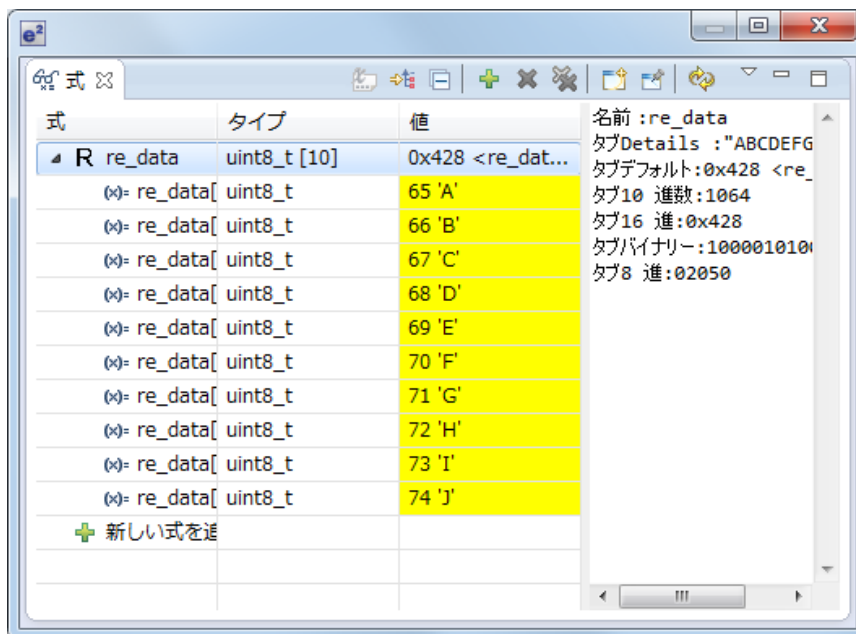 e²
式
式 タイプ 値
R re_data uint8_t [10] 0x428 <re_dat...
(x)= re_data[ uint8_t 65 'A'
(x)= re_data[ uint8_t 66 'B'
(x)= re_data[ uint8_t 67 'C'
(x)= re_data[ uint8_t 68 'D'
(x)= re_data[ uint8_t 69 'E'
(x)= re_data[ uint8_t 70 'F'
(x)= re_data[ uint8_t 71 'G'
(x)= re_data[ uint8_t 72 'H'
(x)= re_data[ uint8_t 73 'I'
(x)= re_data[ uint8_t 74 'J'
新しい式を追
名前 :re_data
タブDetails :"ABCDEFG
タブデフォルト:0x428 <re_
タブ10 進数:1064
タブ16 進:0x428
タブバイナリー:1000010100
タブ8 進:02050